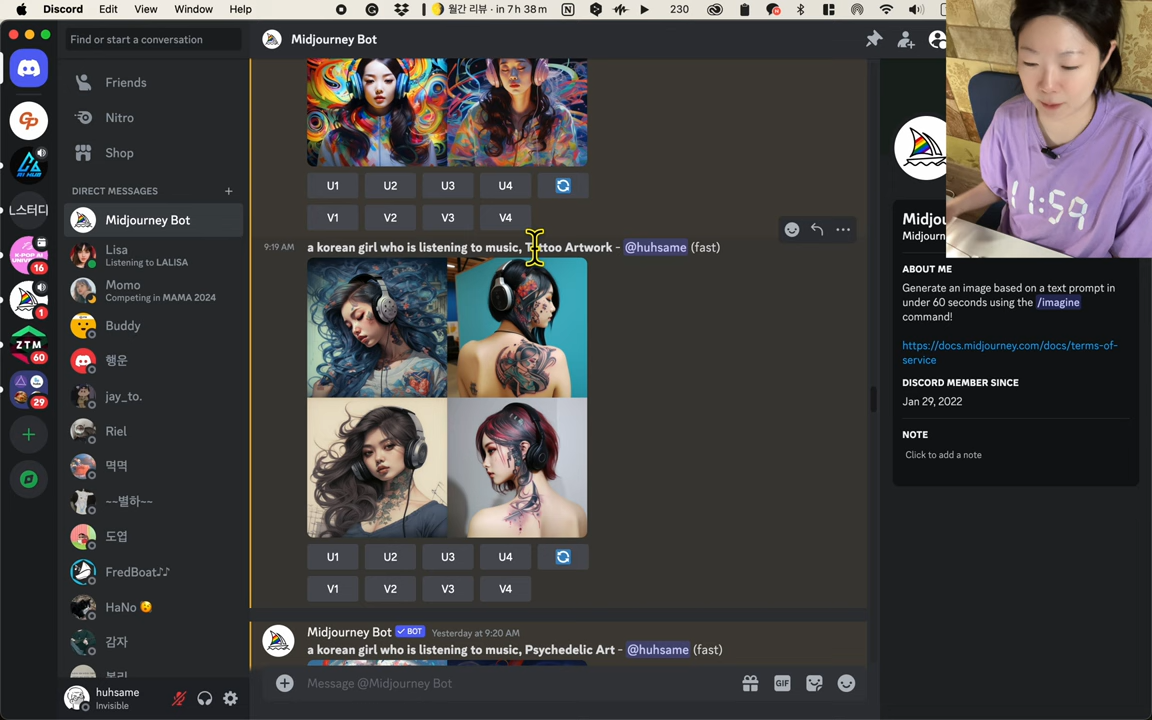 Discord File Edit View Window Help
월간 리뷰 · in 7 h 38 m
230
Find or start a conversation
Midjourney Bot
Friends
Nitro
Shop
DIRECT MESSAGES
Midjourney Bot
Lisa
Listening to LALISA
Momo
Competing in MAMA 2024
Buddy
행운
jay_to.
Riel
멱멱
~~별하~~
도엽
FredBoat♪♪
HaNo
감자
huhsame
Invisible
GP
AI HUB
L스터디
16
1
ZTM
60
29
U1 U2 U3 U4
V1 V2 V3 V4
9:19 AM
a korean girl who is listening to music, Tattoo Artwork - @huhsame (fast)
U1 U2 U3 U4
V1 V2 V3 V4
Midjourney Bot BOT Yesterday at 9:20 AM
a korean girl who is listening to music, Psychedelic Art - @huhsame (fast)
Message @Midjourney Bot
GIF
11:59
ABOUT ME
Generate an image based on a text prompt in
under 60 seconds using the /imagine
command!
https://docs.midjourney.com/docs/terms-of-
service
DISCORD MEMBER SINCE
Jan 29, 2022
NOTE
Click to add a note